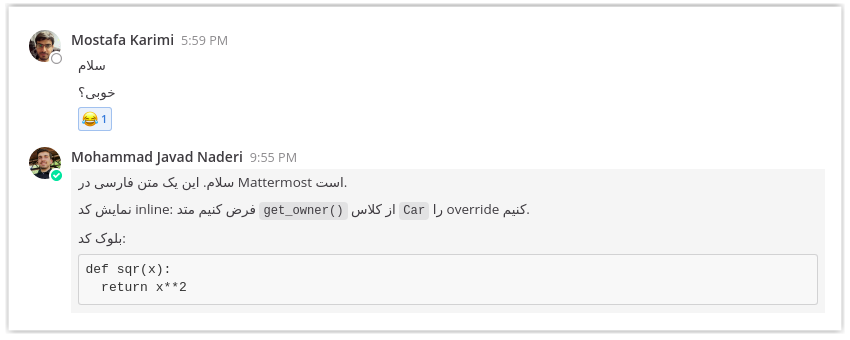 Mostafa Karimi 5:59 PM
سلام
خوبی؟
😂 1
Mohammad Javad Naderi 9:55 PM
سلام. این یک متن فارسی در Mattermost است.
نمایش کد inline: فرض کنیم متد get_owner() از کلاس Car را override کنیم.
بلوک کد:
def sqr(x):
  return x**2